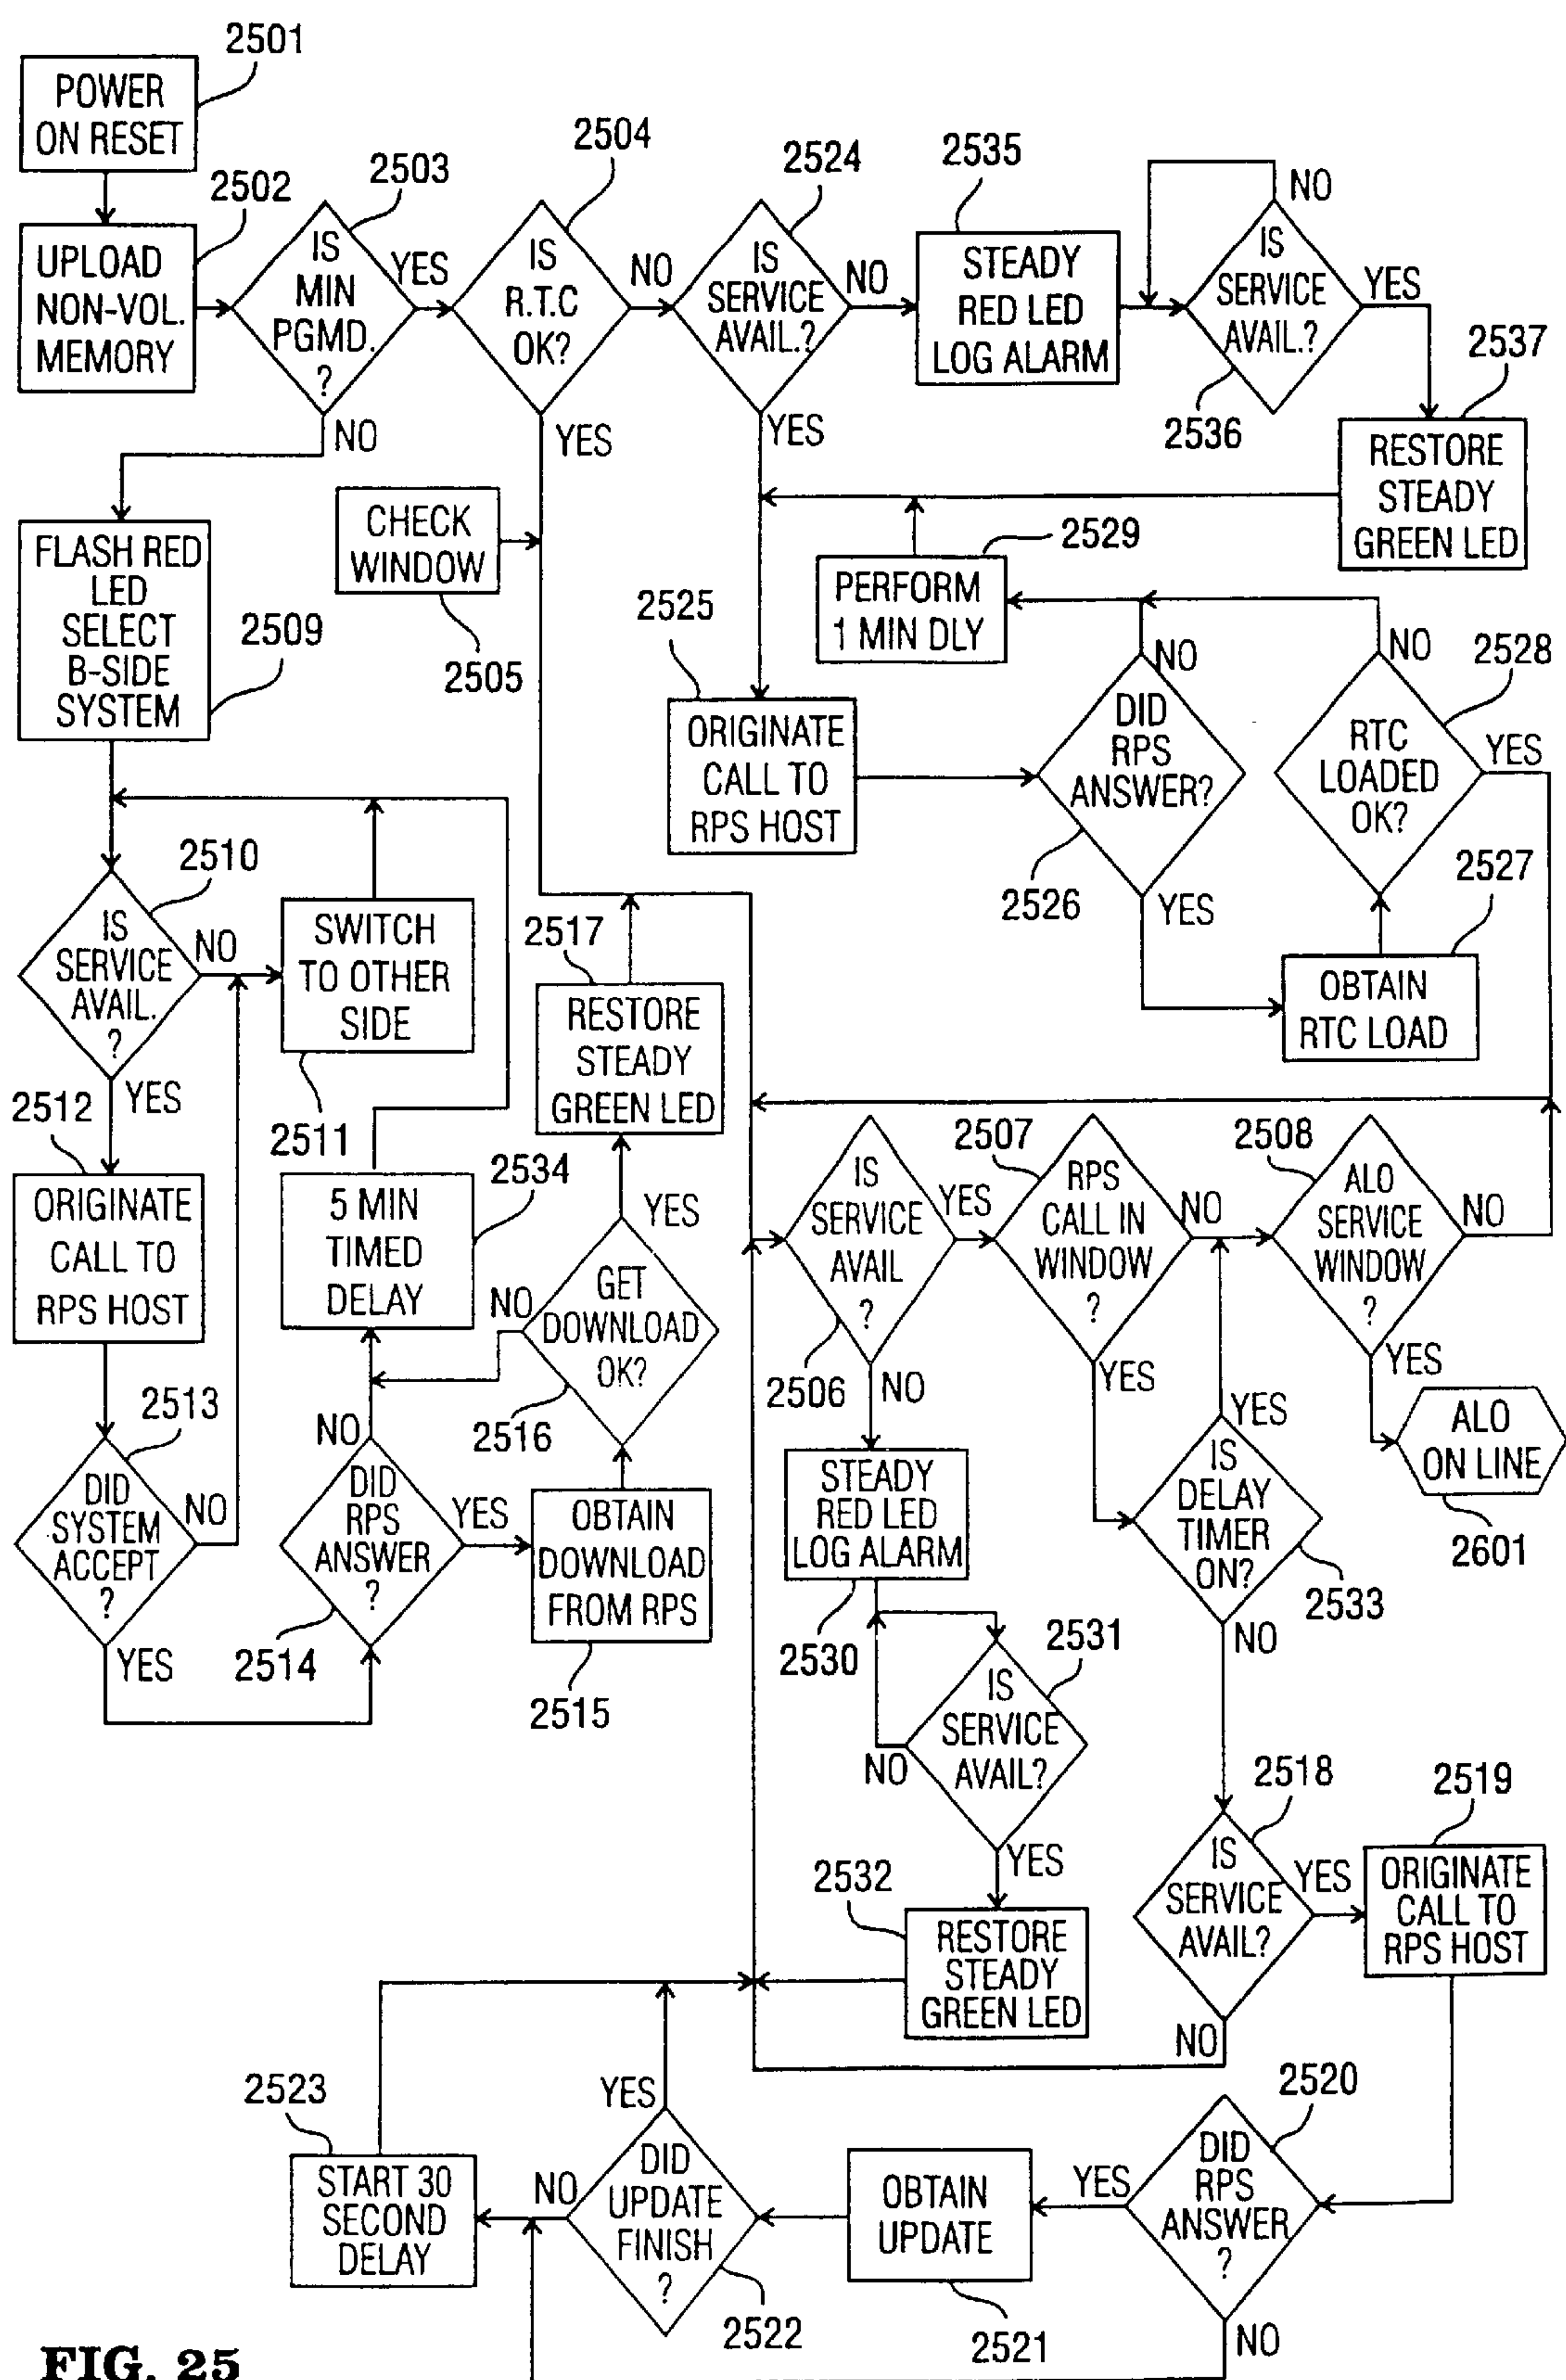 2501
POWER
ON RESET
2502
UPLOAD
NON-VOL.
MEMORY
2503
IS
MIN
PGMD.
?
YES
NO
2504
IS
R.T.C
OK?
NO
YES
2524
IS
SERVICE
AVAIL.?
NO
YES
2535
STEADY
RED LED
LOG ALARM
NO
IS
SERVICE
AVAIL.?
YES
2536
2537
RESTORE
STEADY
GREEN LED
CHECK
WINDOW
2505
FLASH RED
LED
SELECT
B-SIDE
SYSTEM
2509
2529
PERFORM
1 MIN DLY
2525
ORIGINATE
CALL TO
RPS HOST
NO
DID
RPS
ANSWER?
2526
YES
NO
2528
RTC
LOADED
OK?
YES
2527
OBTAIN
RTC LOAD
2510
IS
SERVICE
AVAIL.
?
NO
YES
SWITCH
TO OTHER
SIDE
2511
2517
RESTORE
STEADY
GREEN LED
2512
ORIGINATE
CALL TO
RPS HOST
2534
5 MIN
TIMED
DELAY
YES
NO
GET
DOWNLOAD
OK?
2516
IS
SERVICE
AVAIL
?
YES
2506
NO
2507
RPS
CALL IN
WINDOW
?
NO
YES
2508
ALO
SERVICE
WINDOW
?
NO
YES
ALO
ON LINE
2601
2513
DID
SYSTEM
ACCEPT
?
NO
YES
NO
DID
RPS
ANSWER
?
YES
2514
OBTAIN
DOWNLOAD
FROM RPS
2515
STEADY
RED LED
LOG ALARM
2530
YES
IS
DELAY
TIMER
ON?
2533
NO
2531
IS
SERVICE
AVAIL?
NO
YES
2532
RESTORE
STEADY
GREEN LED
2518
IS
SERVICE
AVAIL?
YES
NO
2519
ORIGINATE
CALL TO
RPS HOST
2523
START 30
SECOND
DELAY
YES
NO
DID
UPDATE
FINISH
?
2522
OBTAIN
UPDATE
2521
YES
2520
DID
RPS
ANSWER
?
NO
FIG. 25